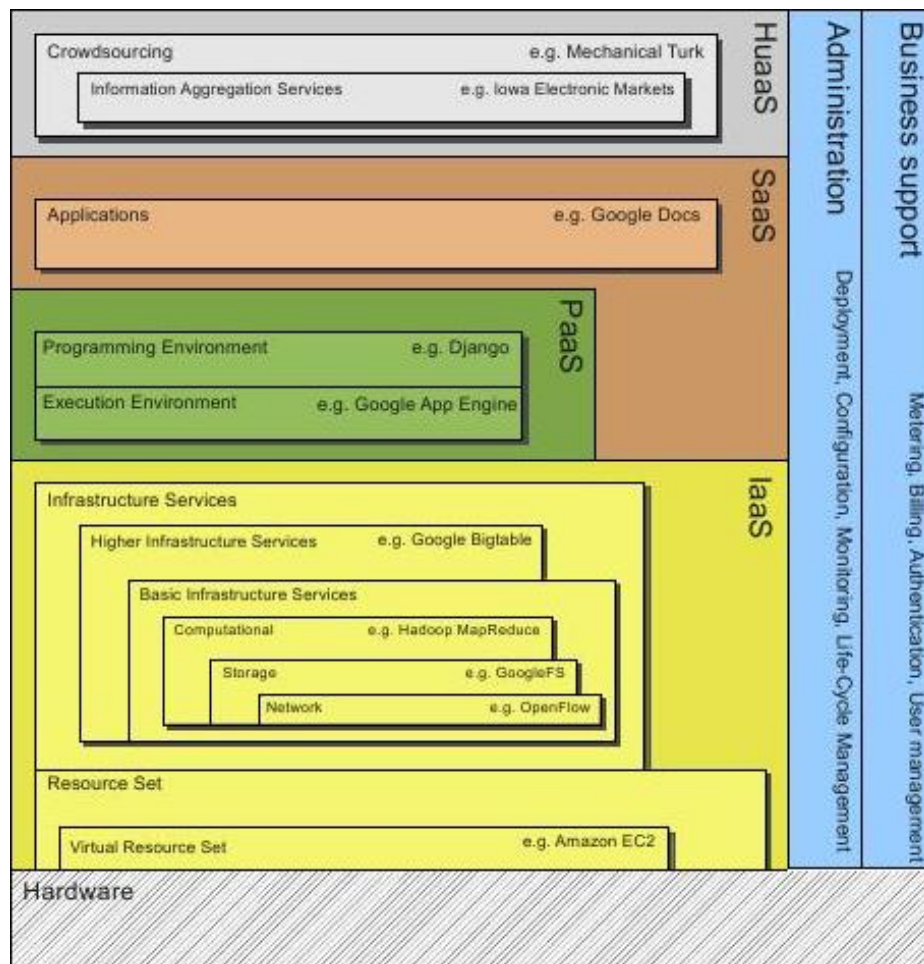 Crowdsourcing e.g. Mechanical Turk
Information Aggregation Services e.g. Iowa Electronic Markets
HuaaS
Applications e.g. Google Docs
SaaS
Programming Environment e.g. Django
Execution Environment e.g. Google App Engine
PaaS
Infrastructure Services
Higher Infrastructure Services e.g. Google Bigtable
Basic Infrastructure Services
Computational e.g. Hadoop MapReduce
Storage e.g. GoogleFS
Network e.g. OpenFlow
Resource Set
Virtual Resource Set e.g. Amazon EC2
IaaS
Hardware
Administration
Deployment, Configuration, Monitoring, Life-Cycle Management
Business support
Metering, Billing, Authentication, User management